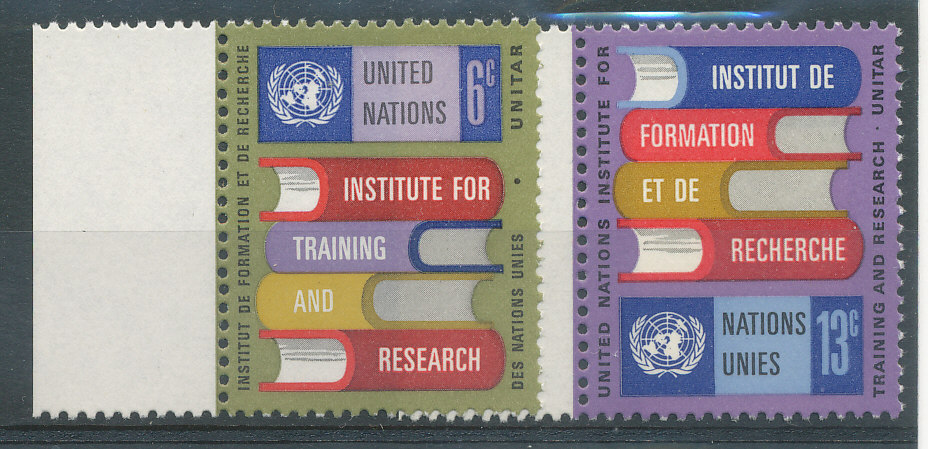 INSTITUT DE FORMATION ET DE RECHERCHE
DES NATIONS UNIES • UNITAR
UNITED
NATIONS
6c
INSTITUTE FOR
TRAINING
AND
RESEARCH
UNITED NATIONS INSTITUTE FOR
TRAINING AND RESEARCH • UNITAR
INSTITUT DE
FORMATION
ET DE
RECHERCHE
NATIONS
UNIES
13c